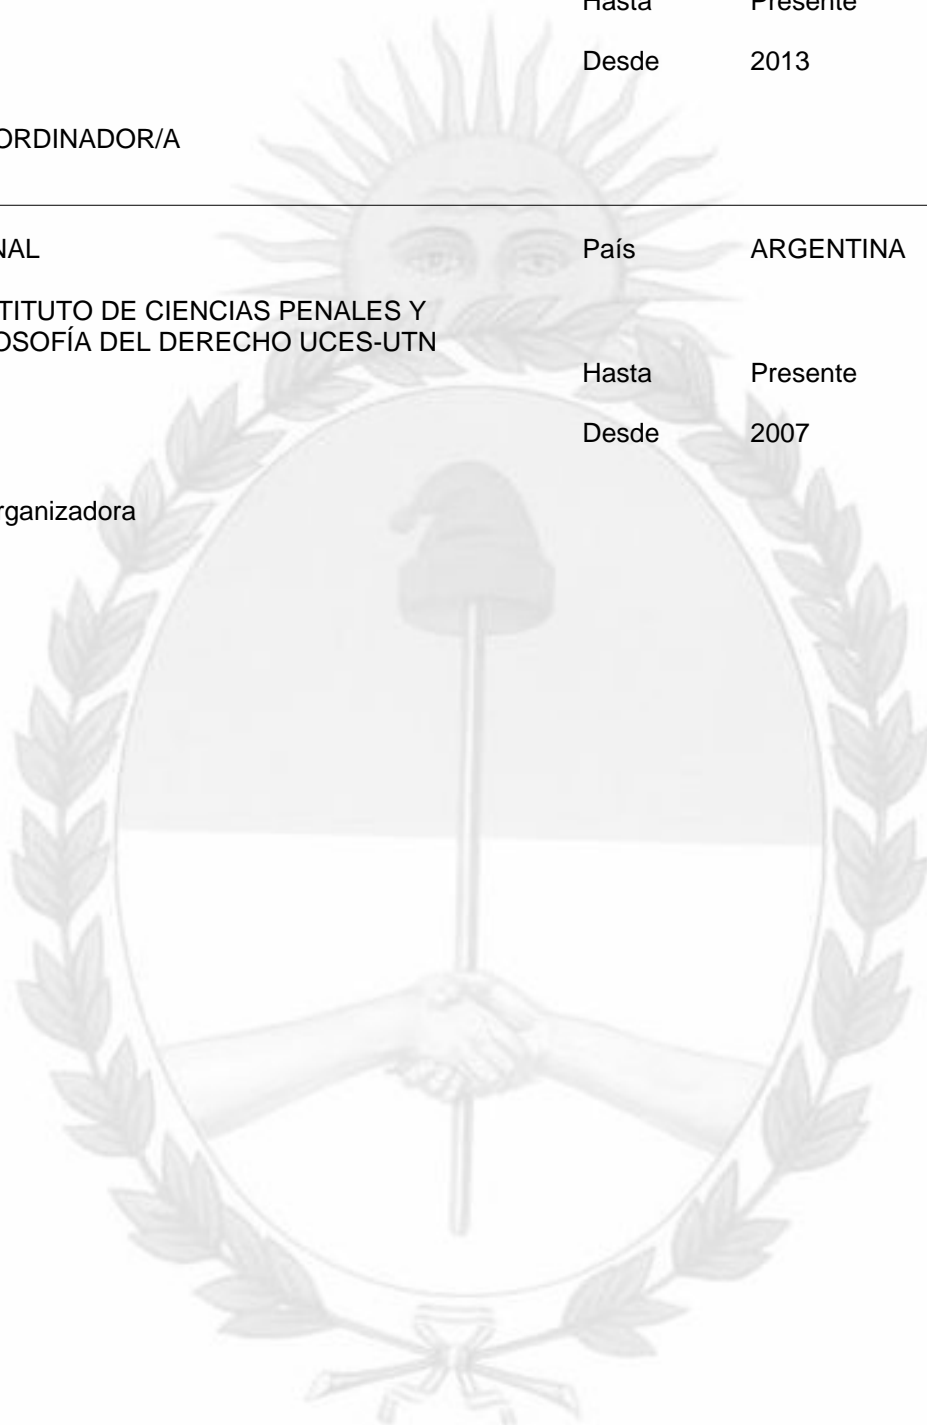 Hasta Presente
Desde 2013
ORDINADOR/A
NAL País ARGENTINA
TITUTO DE CIENCIAS PENALES Y
OSOFÍA DEL DERECHO UCES-UTN
Hasta Presente
Desde 2007
rganizadora